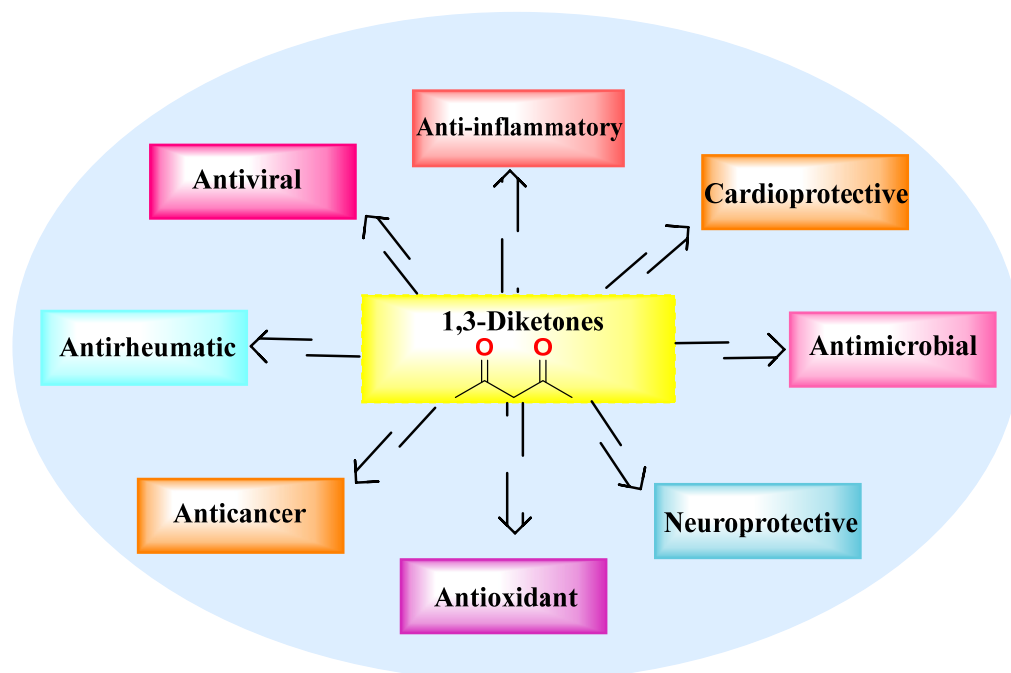 Anti-inflammatory
Antiviral
Cardioprotective
1,3-Diketones
O O
Antirheumatic
Antimicrobial
Anticancer
Neuroprotective
Antioxidant